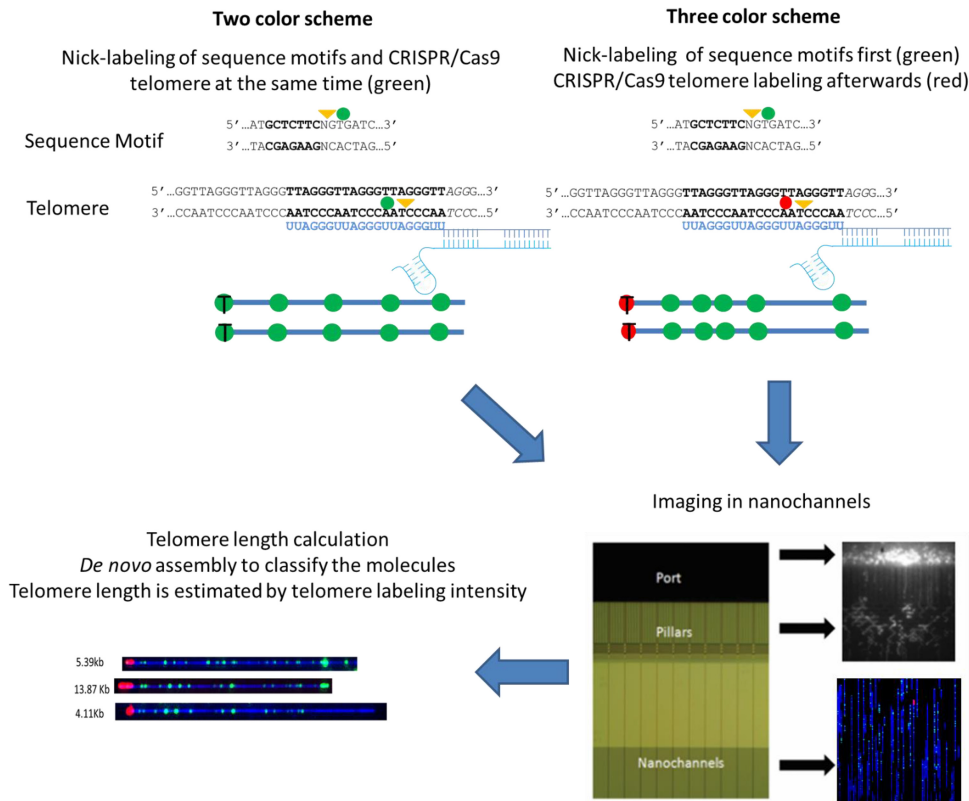 Two color scheme
Nick-labeling of sequence motifs and CRISPR/Cas9
telomere at the same time (green)
Three color scheme
Nick-labeling of sequence motifs first (green)
CRISPR/Cas9 telomere labeling afterwards (red)
Sequence Motif
5′…ATGCTCTTCNGTGATC…3′
3′…TACGAGAAGNCACTAG…5′
5′…ATGCTCTTCNGTGATC…3′
3′…TACGAGAAGNCACTAG…5′
Telomere
5′…GGTTAGGGTTAGGGTTAGGGTTAGGGTTAGGGTTAGGG…3′
3′…CCAATCCCAATCCCAATCCCAATCCCAATCCCAATCCC…5′
UUAGGGUUAGGGUUAGGGUU
T
T
5′…GGTTAGGGTTAGGGTTAGGGTTAGGGTTAGGGTTAGGG…3′
3′…CCAATCCCAATCCCAATCCCAATCCCAATCCCAATCCC…5′
UUAGGGUUAGGGUUAGGGUU
T
T
Imaging in nanochannels
Port
Pillars
Nanochannels
Telomere length calculation
De novo assembly to classify the molecules
Telomere length is estimated by telomere labeling intensity
5.39kb
13.87 Kb
4.11Kb